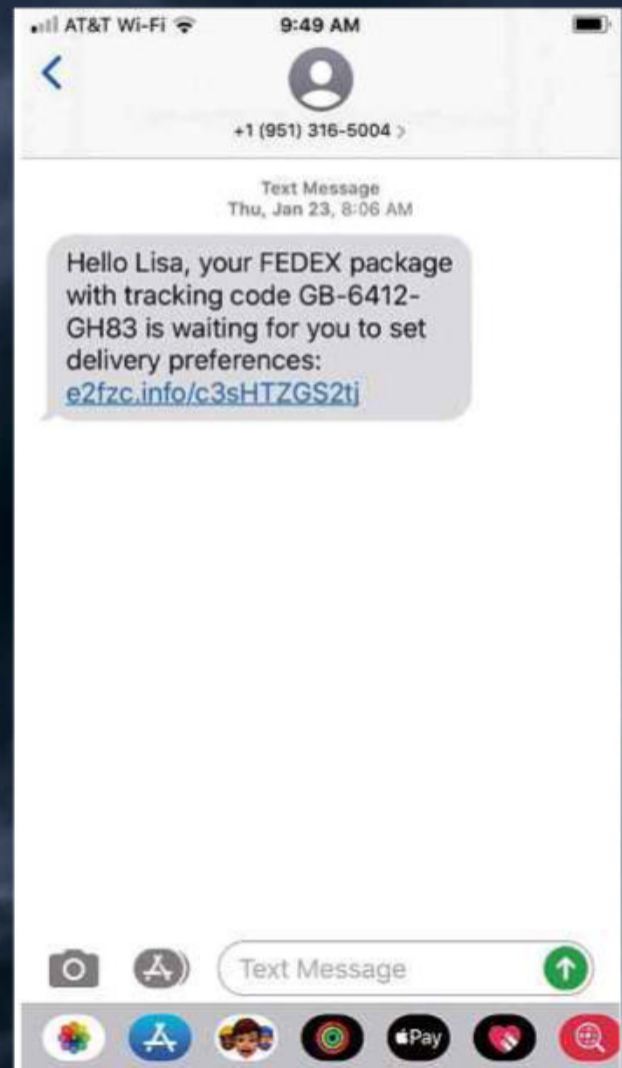 AT&T Wi-Fi
9:49 AM
+1 (951) 316-5004 >
Text Message
Thu, Jan 23, 8:06 AM
Hello Lisa, your FEDEX package
with tracking code GB-6412-
GH83 is waiting for you to set
delivery preferences:
e2fzc.info/c3sHTZGS2tj
Text Message
Pay